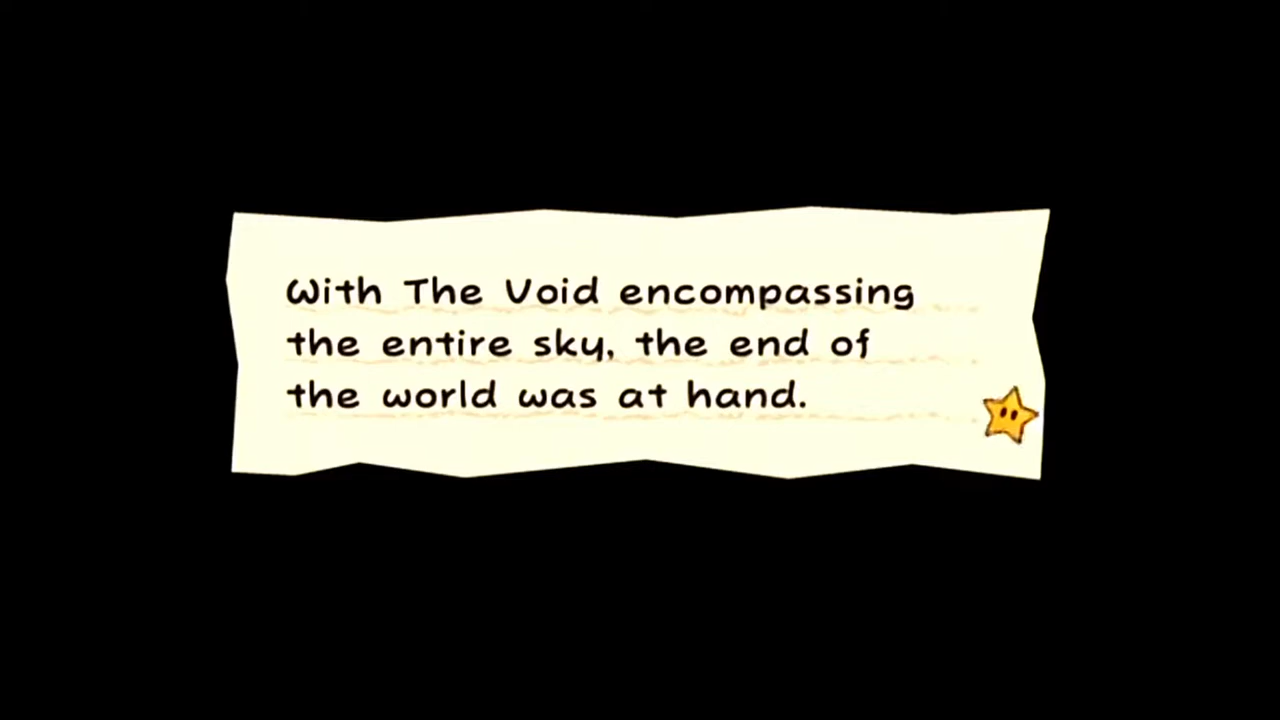 With The Void encompassing
the entire sky, the end of
the world was at hand.